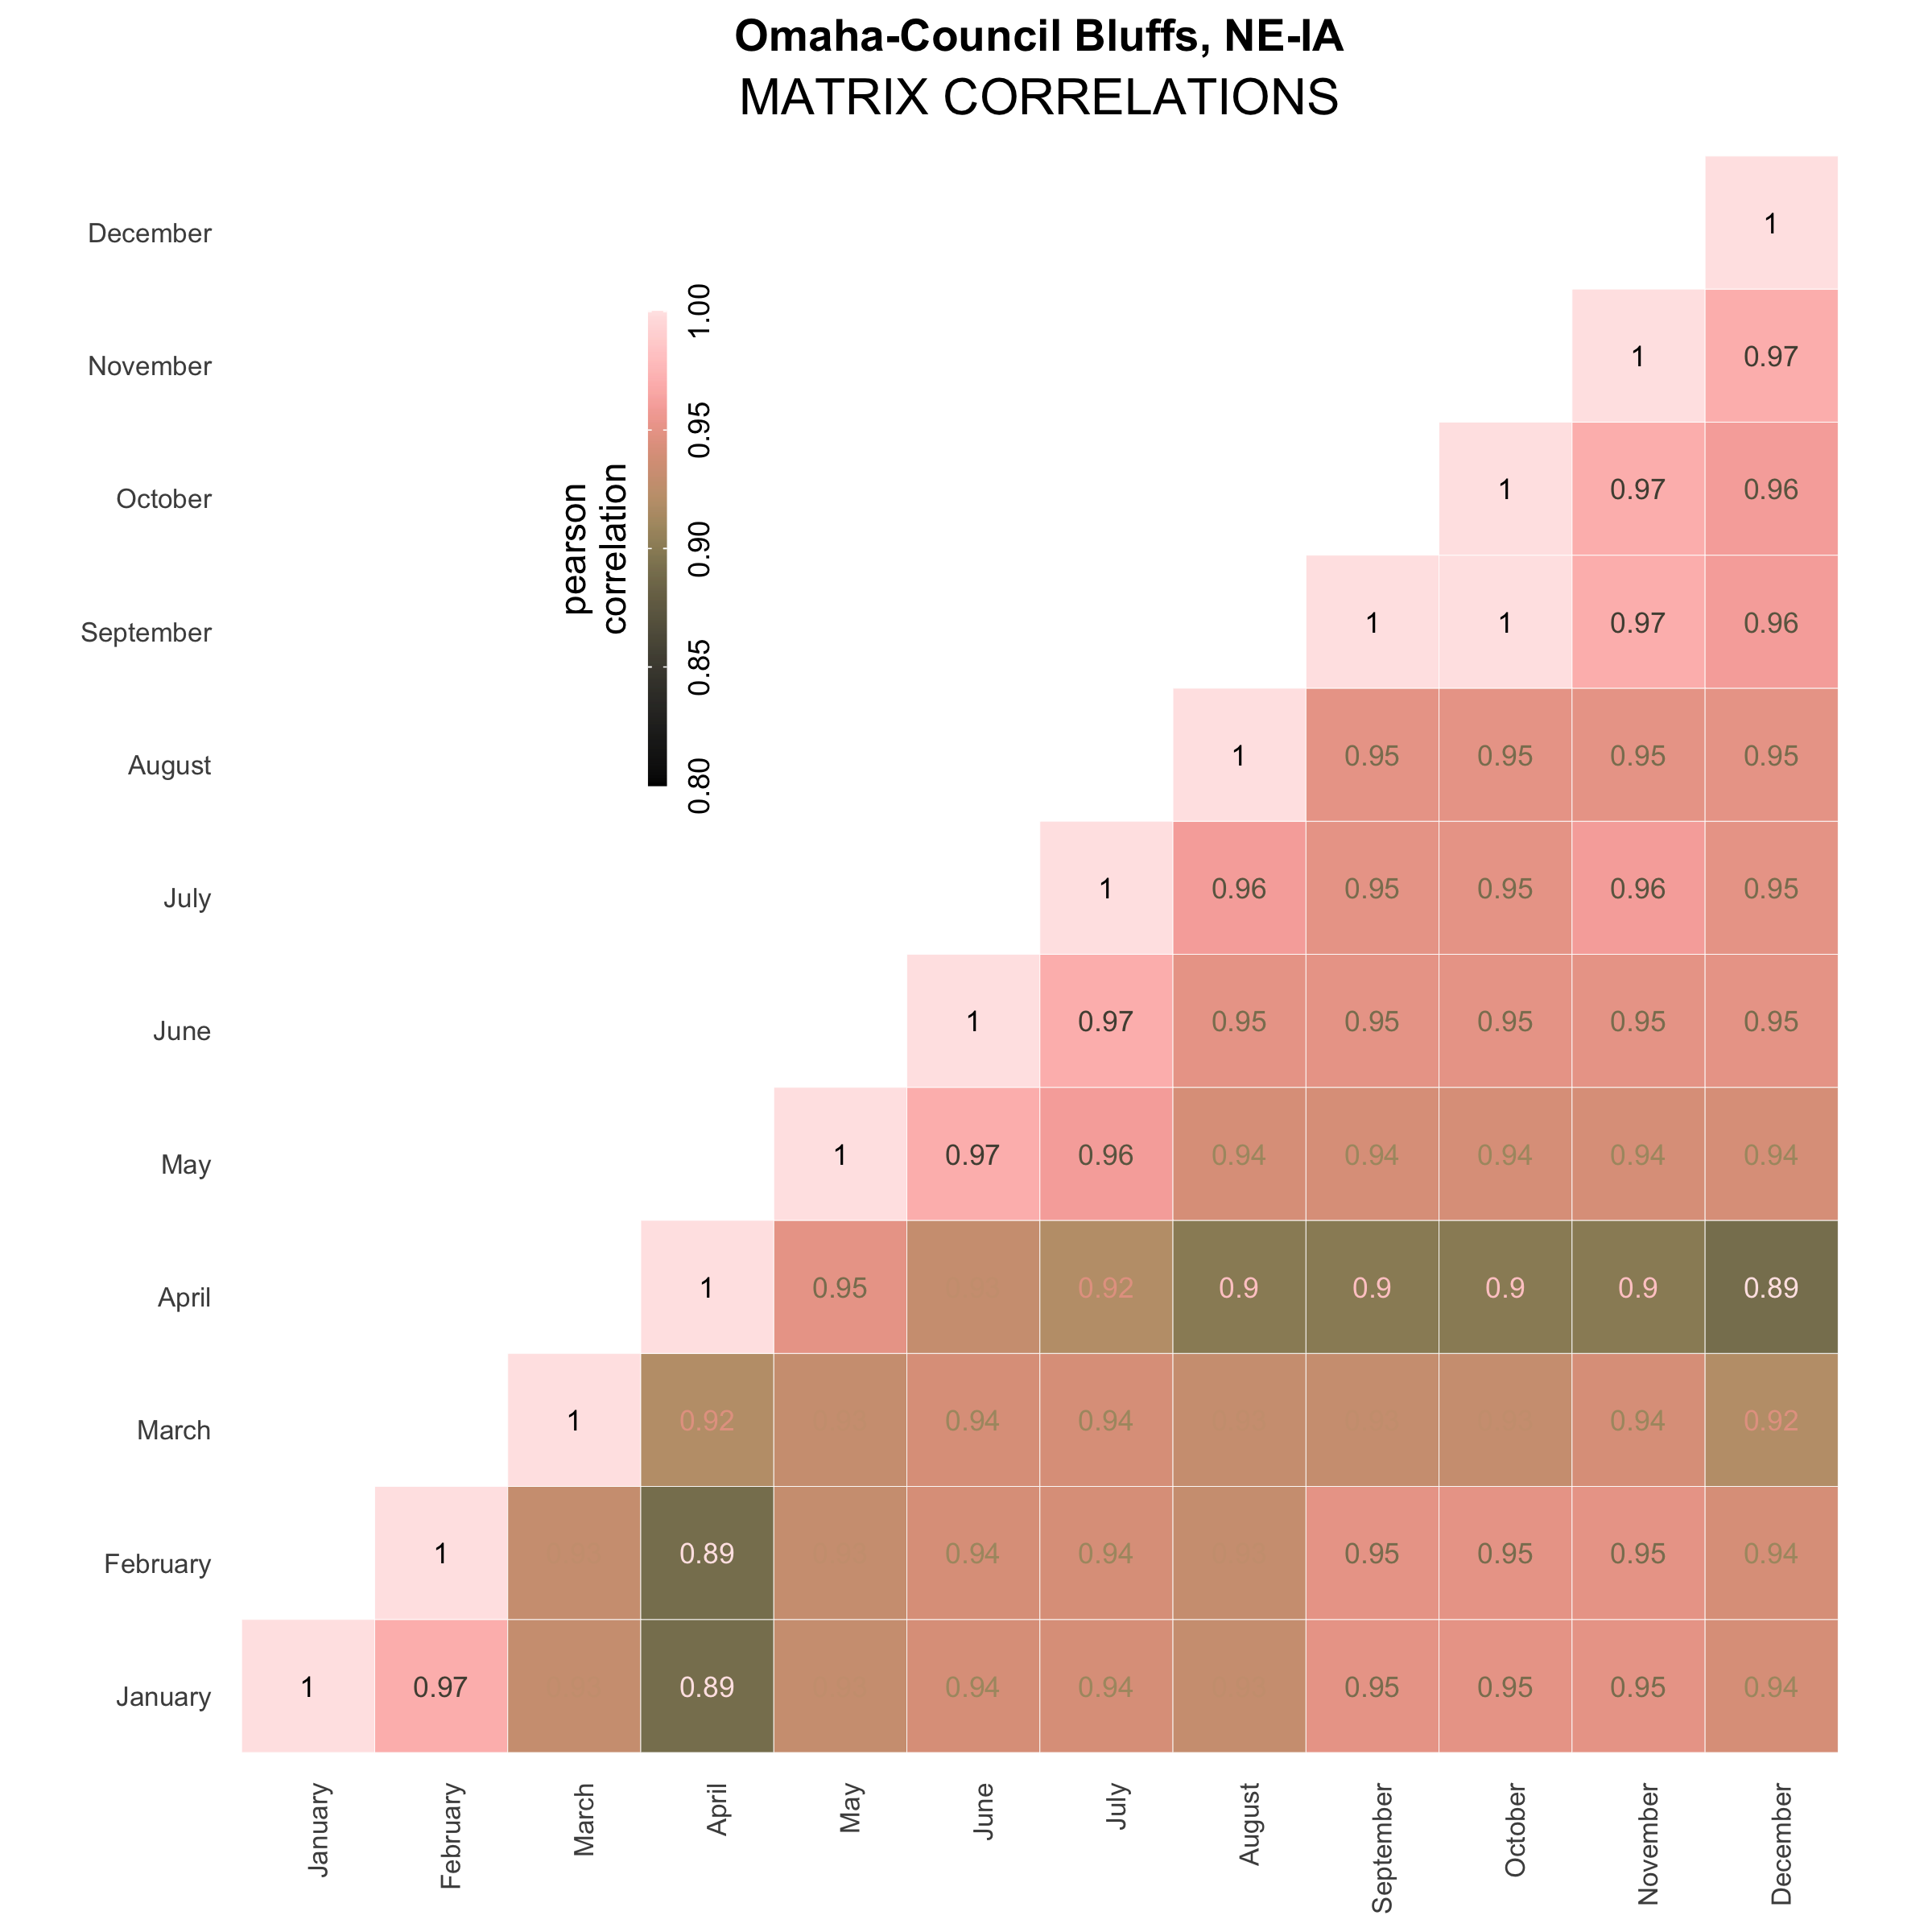 Omaha-Council Bluffs, NE-IA
MATRIX CORRELATIONS
pearson
correlation
1.00
0.95
0.90
0.85
0.80
December 1
November 1 0.97
October 1 0.97 0.96
September 1 1 0.97 0.96
August 1 0.95 0.95 0.95 0.95
July 1 0.96 0.95 0.95 0.96 0.95
June 1 0.97 0.95 0.95 0.95 0.95 0.95
May 1 0.97 0.96 0.94 0.94 0.94 0.94 0.94
April 1 0.95 0.92 0.9 0.9 0.9 0.9 0.89
March 1 0.92 0.94 0.94 0.94 0.92
February 1 0.89 0.94 0.94 0.95 0.95 0.95 0.94
January 1 0.97 0.89 0.94 0.94 0.95 0.95 0.95 0.94
January
February
March
April
May
June
July
August
September
October
November
December